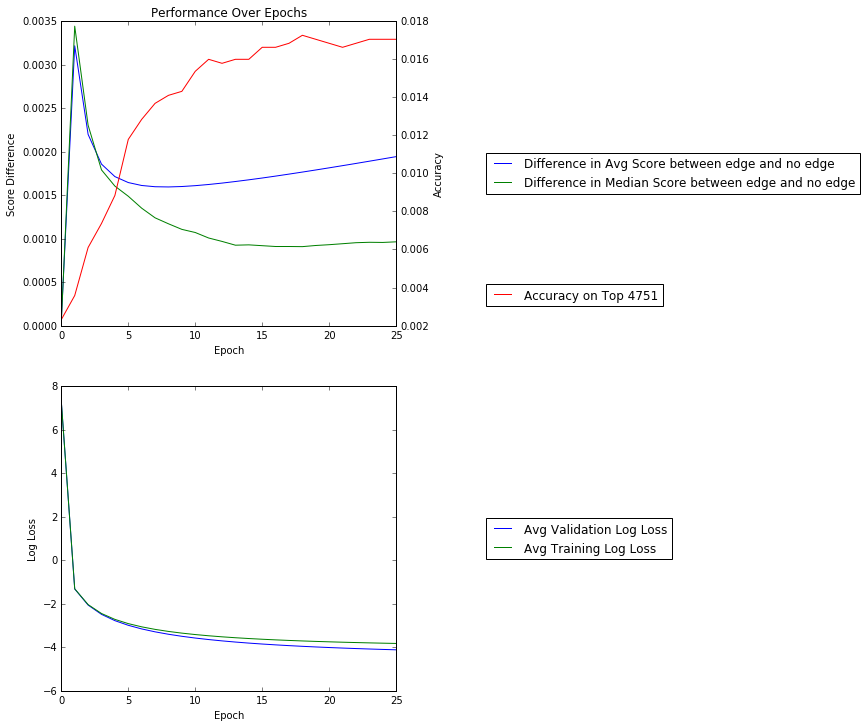 Performance Over Epochs
0.0035
0.0030
0.0025
0.0020
0.0015
0.0010
0.0005
0.0000
Score Difference
0.018
0.016
0.014
0.012
0.010
0.008
0.006
0.004
0.002
Accuracy
0 5 10 15 20 25
Epoch
Difference in Avg Score between edge and no edge
Difference in Median Score between edge and no edge
Accuracy on Top 4751
8
6
4
2
0
−2
−4
−6
Log Loss
0 5 10 15 20 25
Epoch
Avg Validation Log Loss
Avg Training Log Loss